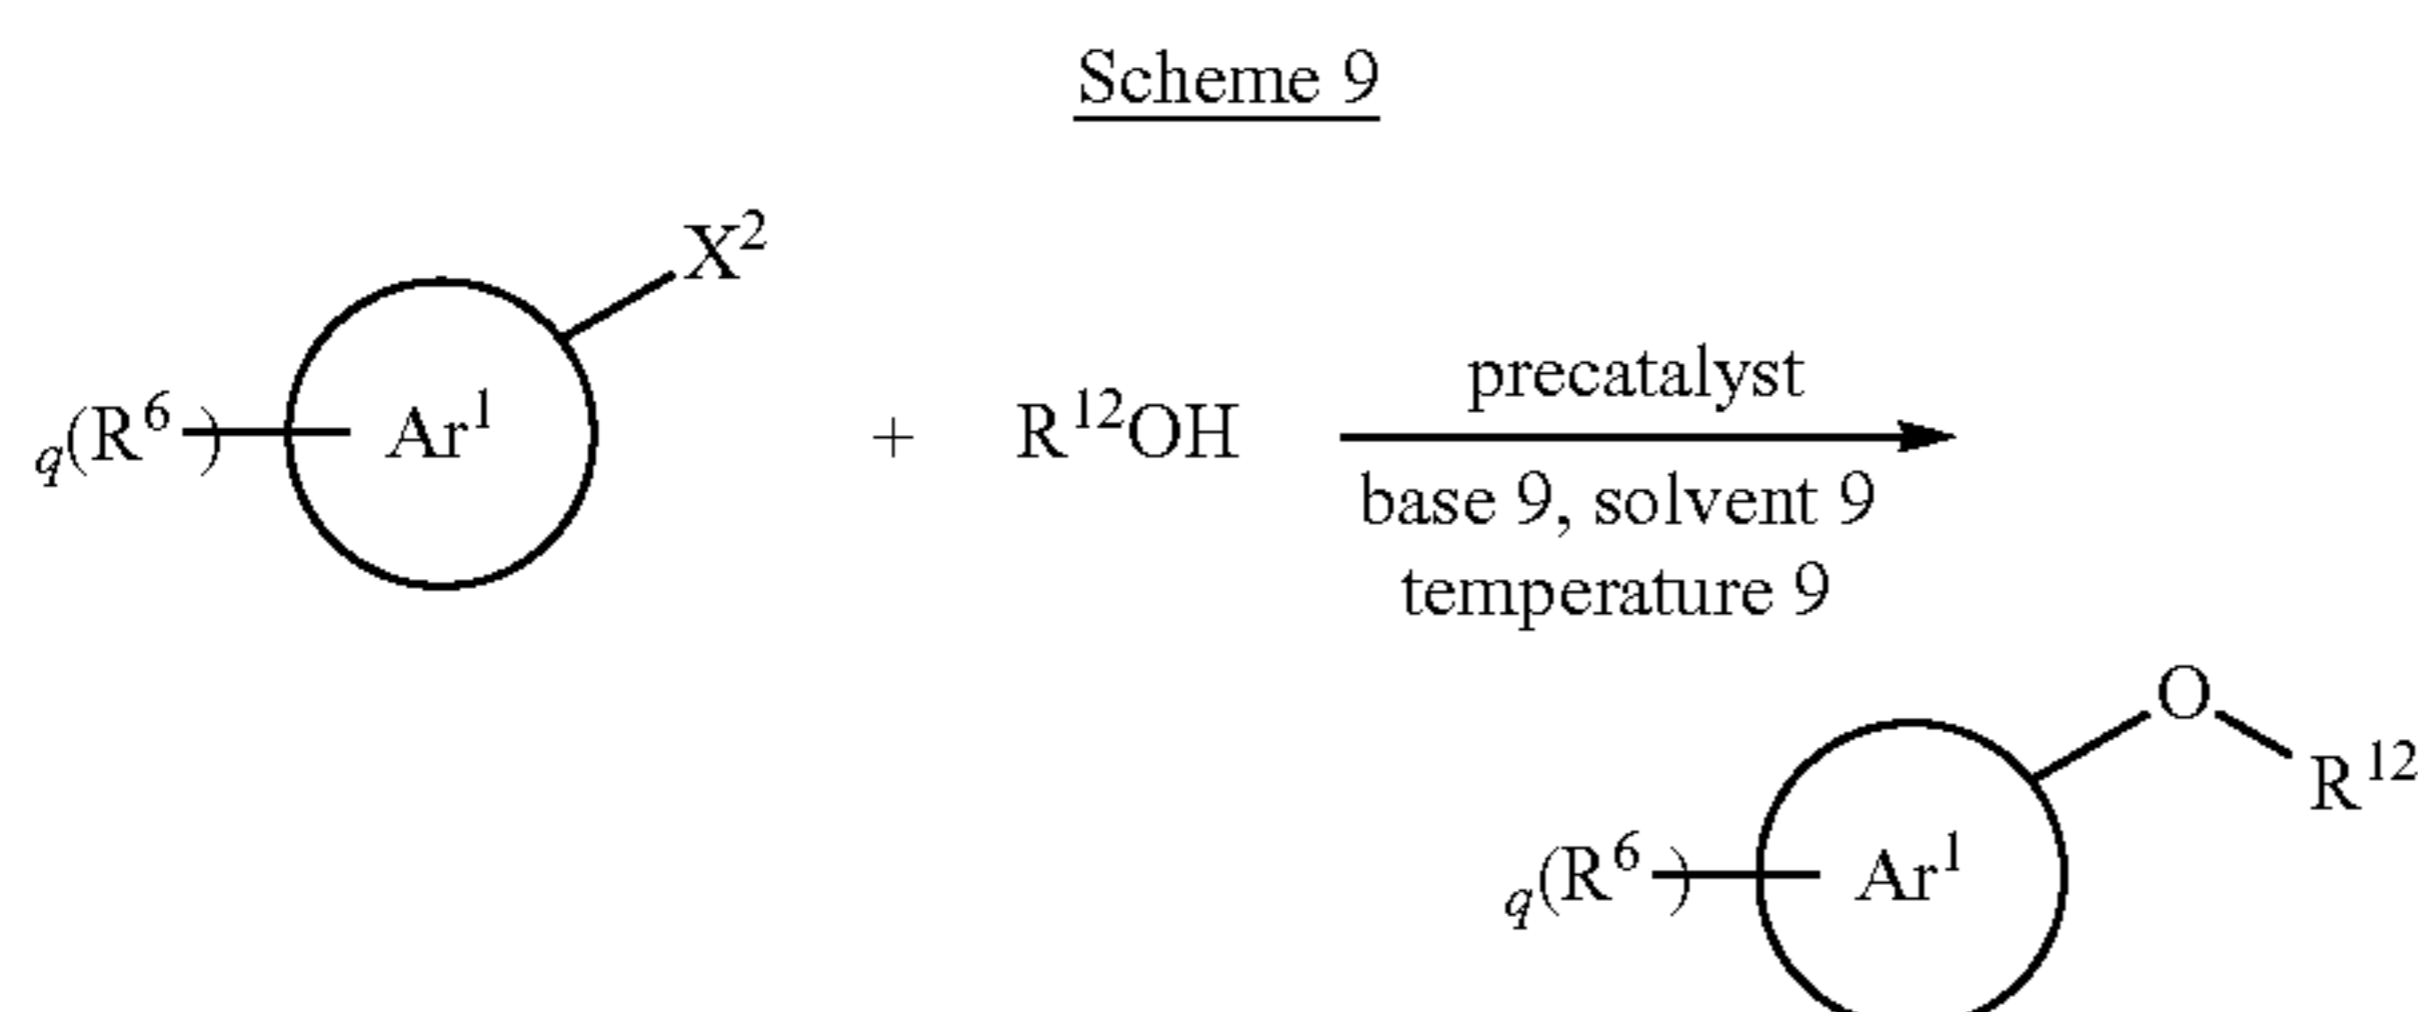 Scheme 9
X²
q(R⁶ ) Ar¹ + R¹²OH precatalyst
base 9, solvent 9
temperature 9
O
R¹²
q(R⁶ ) Ar¹